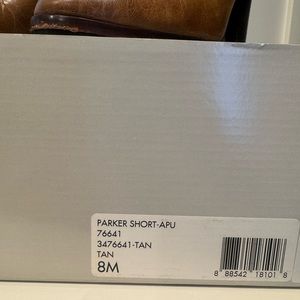 PARKER SHORT-APU
76641
3476641-TAN
TAN
8M
8 88542 18101 8